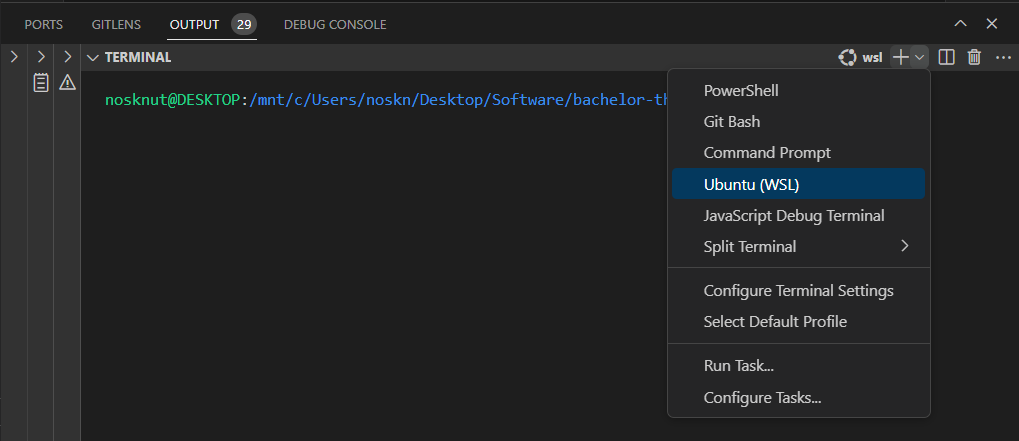 PORTS GITLENS OUTPUT 29 DEBUG CONSOLE
TERMINAL wsl
nosknut@DESKTOP:/mnt/c/Users/noskn/Desktop/Software/bachelor-th
PowerShell
Git Bash
Command Prompt
Ubuntu (WSL)
JavaScript Debug Terminal
Split Terminal
Configure Terminal Settings
Select Default Profile
Run Task...
Configure Tasks...